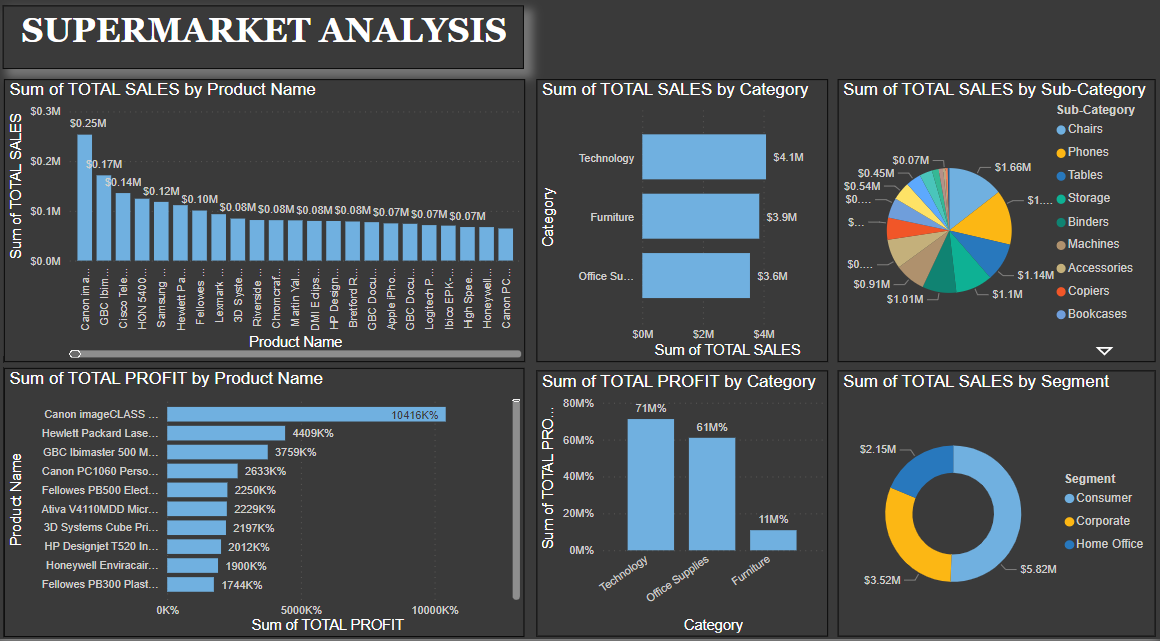 SUPERMARKET ANALYSIS
Sum of TOTAL SALES by Product Name
Sum of TOTAL SALES
$0.3M
$0.2M
$0.1M
$0.0M
$0.25M
$0.17M
$0.14M
$0.12M
$0.10M
$0.08M
$0.08M
$0.08M
$0.08M
$0.07M
$0.07M
$0.07M
Canon ima...
GBC Ibim...
Cisco Tele...
HON 5400...
Samsung ...
Hewlett Pa...
Fellowes ...
Lexmark ...
3D Syste...
Riverside ...
Chromcraf...
Martin Yal...
DMI Eclips...
HP Design...
Bretford R...
GBC Docu...
Apple iPho...
GBC Docu...
Logitech P...
Ibico EPK-...
High Spee...
Honeywell...
Canon PC...
Product Name
Sum of TOTAL SALES by Category
Category
Technology
Furniture
Office Su...
$4.1M
$3.9M
$3.6M
$0M
$2M
$4M
Sum of TOTAL SALES
Sum of TOTAL SALES by Sub-Category
$0.07M
$0.45M
$0.54M
$0....
$...
$0....
$0.91M
$1.01M
$1.1M
$1.14M
$1....
$1.66M
Sub-Category
Chairs
Phones
Tables
Storage
Binders
Machines
Accessories
Copiers
Bookcases
Sum of TOTAL PROFIT by Product Name
Product Name
Canon imageCLASS ...
10416K%
Hewlett Packard Lase...
4409K%
GBC Ibimaster 500 M...
3759K%
Canon PC1060 Perso...
2633K%
Fellowes PB500 Elect...
2250K%
Ativa V4110MDD Micr...
2229K%
3D Systems Cube Pri...
2197K%
HP Designjet T520 In...
2012K%
Honeywell Enviracair...
1900K%
Fellowes PB300 Plast...
1744K%
0K%
5000K%
10000K%
Sum of TOTAL PROFIT
Sum of TOTAL PROFIT by Category
Sum of TOTAL PRO...
80M%
60M%
40M%
20M%
0M%
71M%
61M%
11M%
Technology
Office Supplies
Furniture
Category
Sum of TOTAL SALES by Segment
$2.15M
$3.52M
$5.82M
Segment
Consumer
Corporate
Home Office